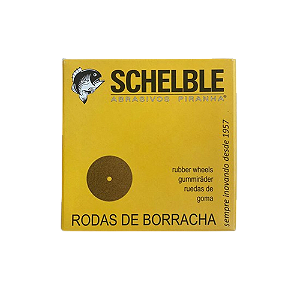 SCHELBLE
ABRASIVOS PIRANHA®
rubber wheels
gummiräder
ruedas de
goma
sempre inovando desde 1957
RODAS DE BORRACHA